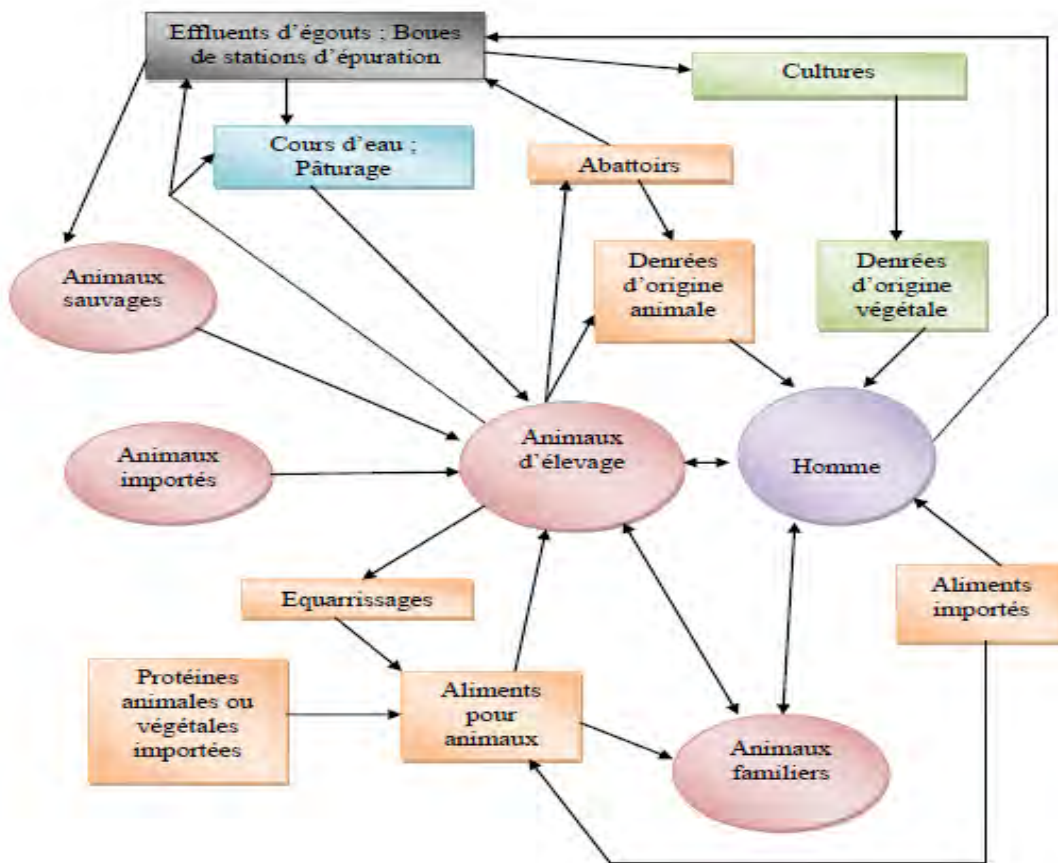 Effluents d’égouts ; Boues
de stations d’épuration
Cultures
Cours d’eau ;
Pâturage
Abattoirs
Animaux
sauvages
Denrées
d’origine
animale
Denrées
d’origine
végétale
Animaux
importés
Animaux
d’élevage
Homme
Equarrissages
Aliments
importés
Protéines
animales ou
végétales
importées
Aliments
pour
animaux
Animaux
familiers